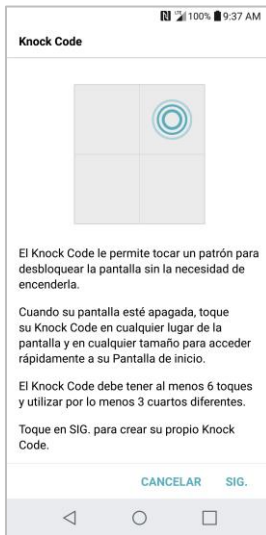 100% 9:37 AM
Knock Code
El Knock Code le permite tocar un patrón para
desbloquear la pantalla sin la necesidad de
encenderla.
Cuando su pantalla esté apagada, toque
su Knock Code en cualquier lugar de la
pantalla y en cualquier tamaño para acceder
rápidamente a su Pantalla de inicio.
El Knock Code debe tener al menos 6 toques
y utilizar por lo menos 3 cuartos diferentes.
Toque en SIG. para crear su propio Knock
Code.
CANCELAR SIG.